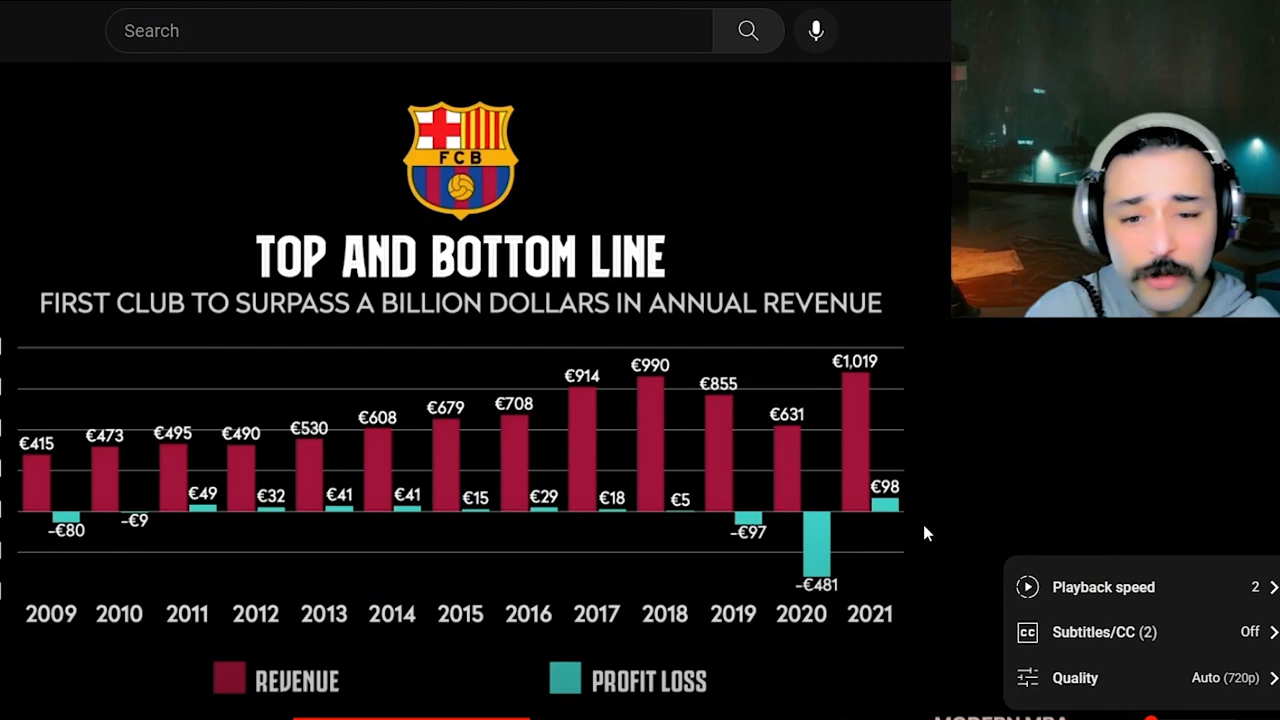 Search
FCB
TOP AND BOTTOM LINE
FIRST CLUB TO SURPASS A BILLION DOLLARS IN ANNUAL REVENUE
€415 €473 €495 €490 €530 €608 €679 €708 €914 €990 €855 €631 €1,019
-€80 -€9 €49 €32 €41 €41 €15 €29 €18 €5 -€97 -€481 €98
2009 2010 2011 2012 2013 2014 2015 2016 2017 2018 2019 2020 2021
REVENUE PROFIT LOSS
Playback speed 2
CC Subtitles/CC (2) Off
Quality Auto (720p)
MODERN MBA